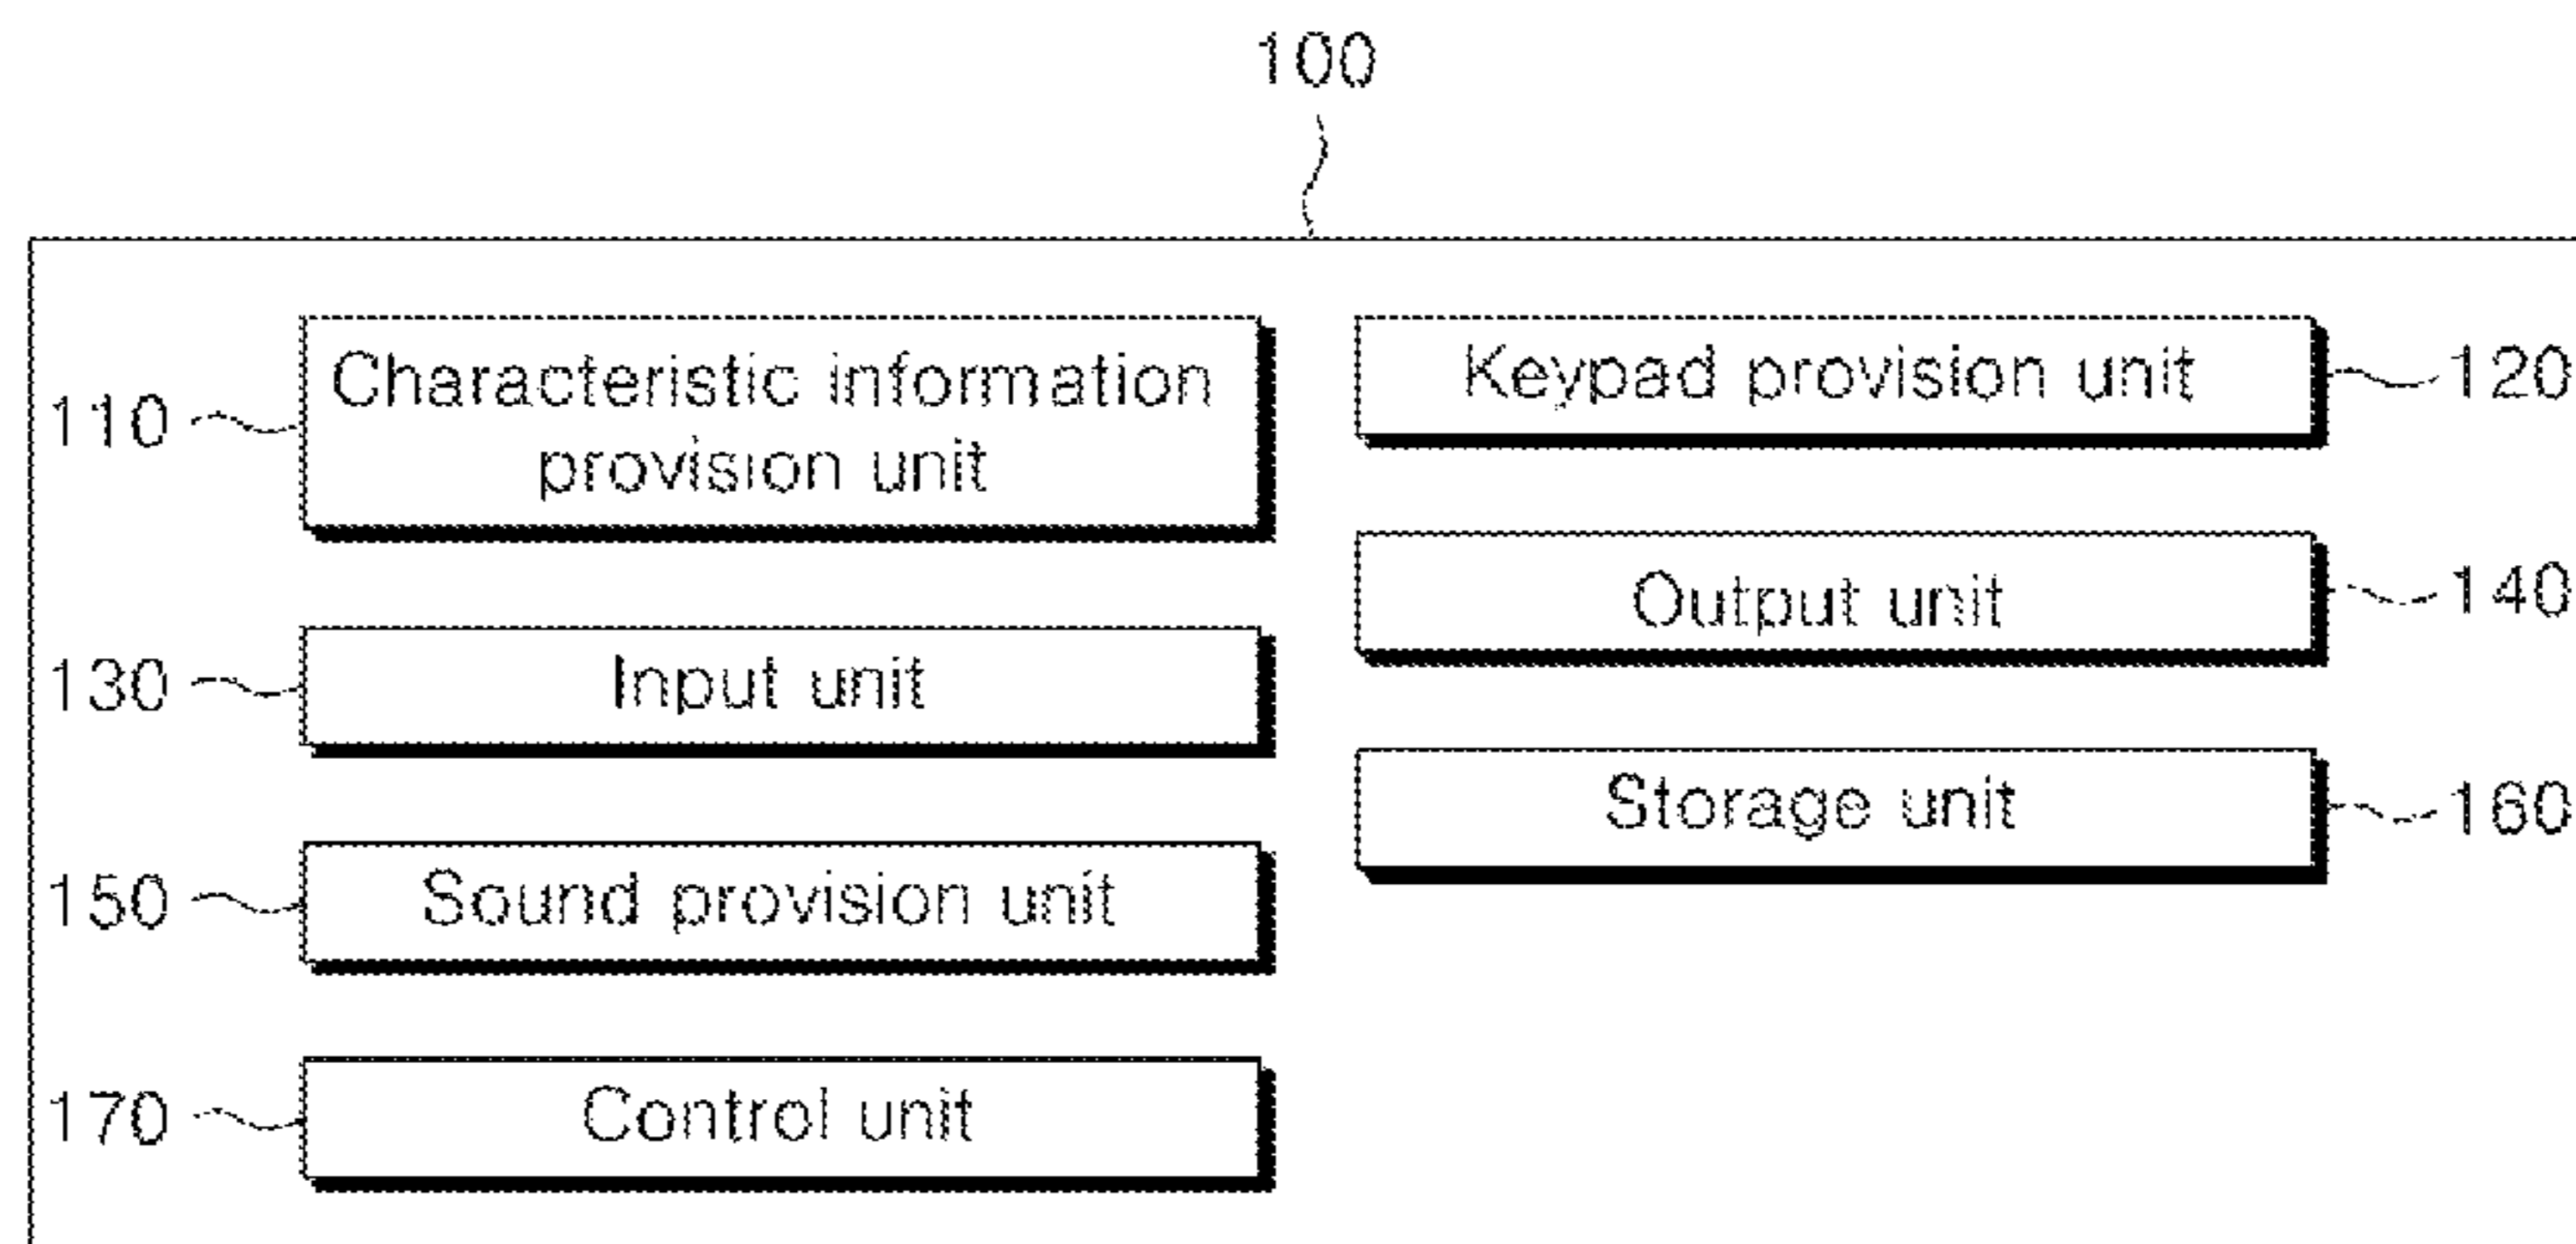 100
110
Characteristic information
provision unit
Keypad provision unit
120
Output unit
140
130
Input unit
Storage unit
160
150
Sound provision unit
170
Control unit